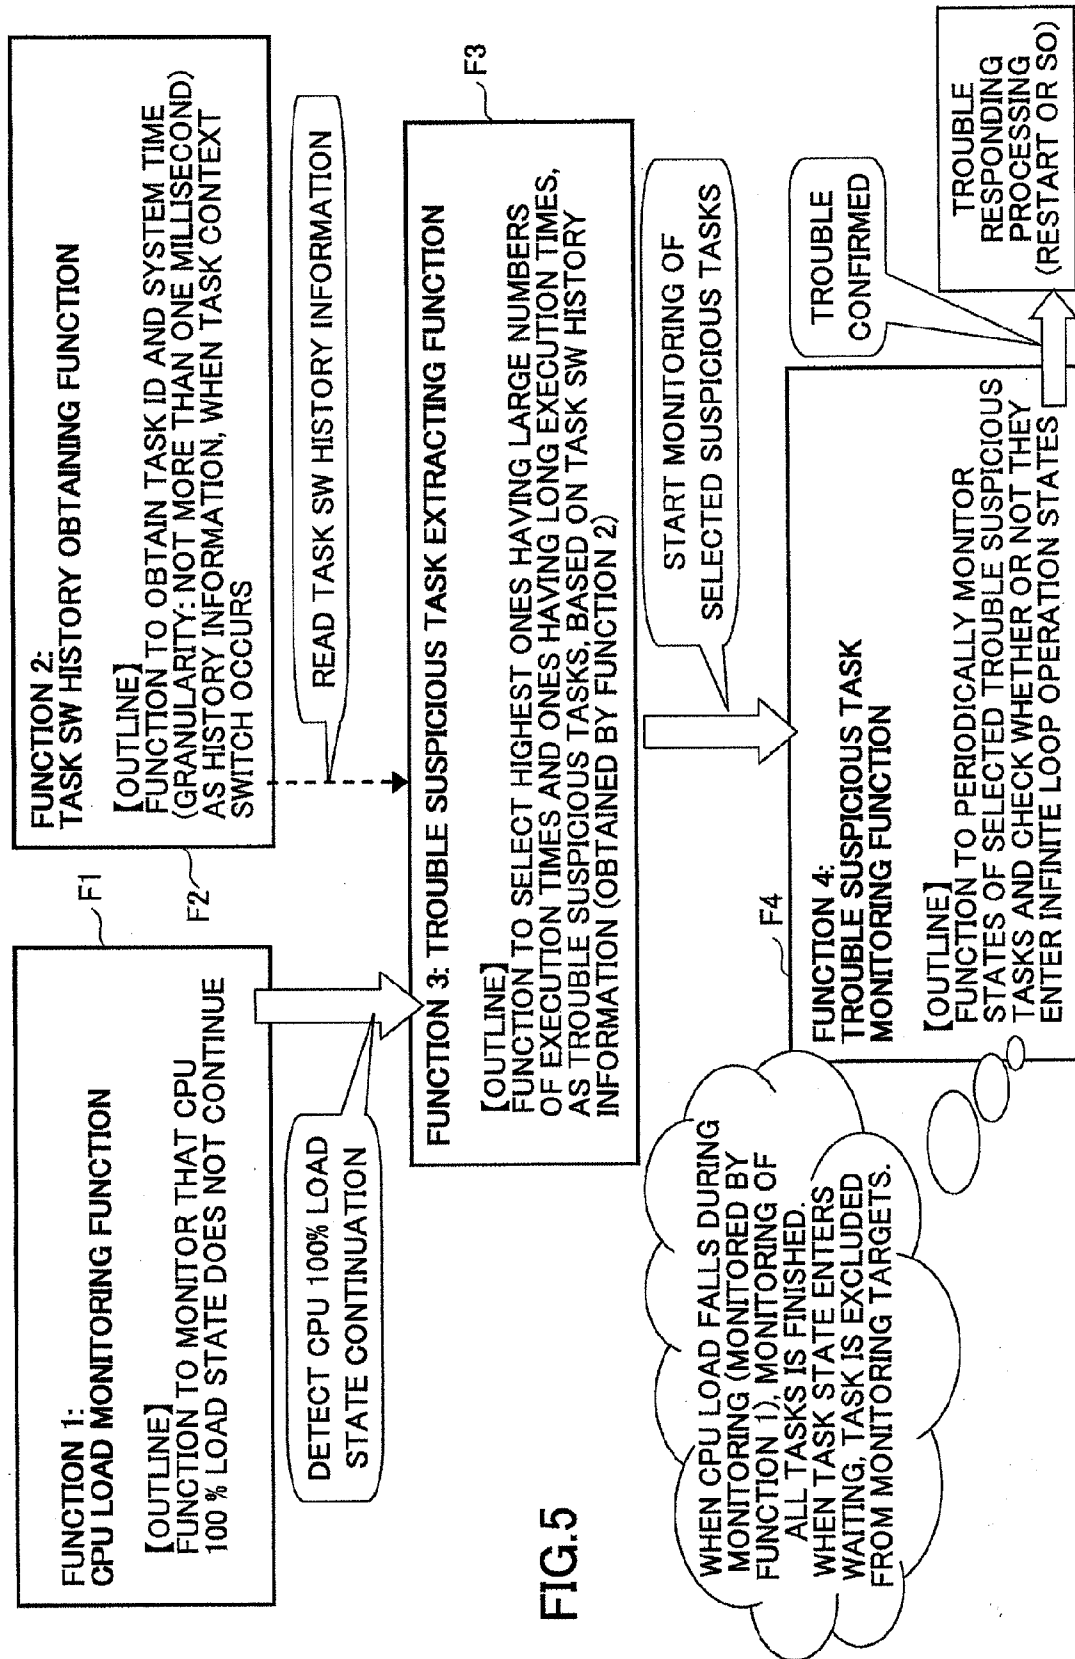 FIG.5
FUNCTION 1:
CPU LOAD MONITORING FUNCTION
【OUTLINE】
FUNCTION TO MONITOR THAT CPU
100 % LOAD STATE DOES NOT CONTINUE
F1
FUNCTION 2:
TASK SW HISTORY OBTAINING FUNCTION
【OUTLINE】
FUNCTION TO OBTAIN TASK ID AND SYSTEM TIME
(GRANULARITY: NOT MORE THAN ONE MILLISECOND)
AS HISTORY INFORMATION, WHEN TASK CONTEXT
SWITCH OCCURS
F2
DETECT CPU 100% LOAD
STATE CONTINUATION
READ TASK SW HISTORY INFORMATION
FUNCTION 3: TROUBLE SUSPICIOUS TASK EXTRACTING FUNCTION
【OUTLINE】
FUNCTION TO SELECT HIGHEST ONES HAVING LARGE NUMBERS
OF EXECUTION TIMES AND ONES HAVING LONG EXECUTION TIMES,
AS TROUBLE SUSPICIOUS TASKS, BASED ON TASK SW HISTORY
INFORMATION (OBTAINED BY FUNCTION 2)
F3
START MONITORING OF
SELECTED SUSPICIOUS TASKS
WHEN CPU LOAD FALLS DURING
MONITORING (MONITORED BY
FUNCTION 1), MONITORING OF
ALL TASKS IS FINISHED.
WHEN TASK STATE ENTERS
WAITING, TASK IS EXCLUDED
FROM MONITORING TARGETS.
F4
FUNCTION 4:
TROUBLE SUSPICIOUS TASK
MONITORING FUNCTION
【OUTLINE】
FUNCTION TO PERIODICALLY MONITOR
STATES OF SELECTED TROUBLE SUSPICIOUS
TASKS AND CHECK WHETHER OR NOT THEY
ENTER INFINITE LOOP OPERATION STATES
TROUBLE
CONFIRMED
TROUBLE
RESPONDING
PROCESSING
(RESTART OR SO)